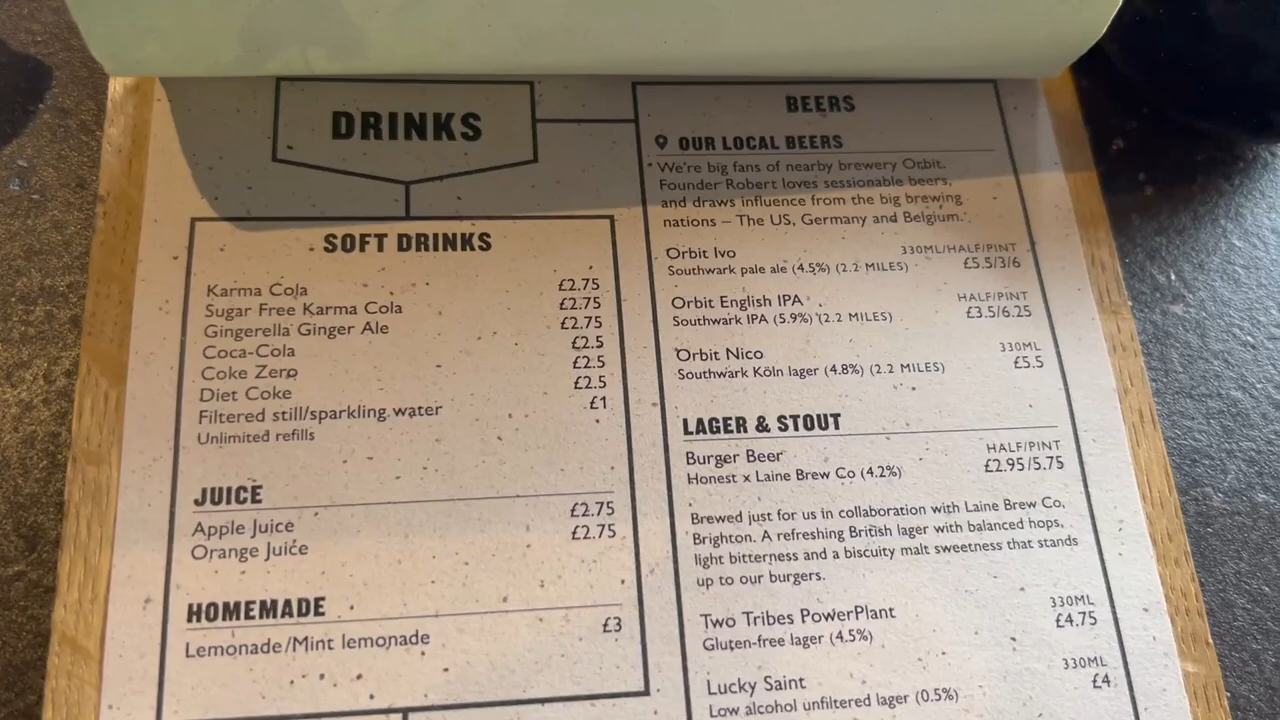 DRINKS
SOFT DRINKS
Karma Cola £2.75
Sugar Free Karma Cola £2.75
Gingerella Ginger Ale £2.75
Coca-Cola £2.5
Coke Zero £2.5
Diet Coke £2.5
Filtered still/sparkling water £1
Unlimited refills
JUICE
Apple Juice £2.75
Orange Juice £2.75
HOMEMADE
Lemonade/Mint lemonade £3
BEERS
OUR LOCAL BEERS
We're big fans of nearby brewery Orbit.
Founder Robert loves sessionable beers,
and draws influence from the big brewing
nations – The US, Germany and Belgium.
Orbit Ivo 330ML/HALF/PINT
Southwark pale ale (4.5%) (2.2 MILES) £5.5/3/6
Orbit English IPA HALF/PINT
Southwark IPA (5.9%) (2.2 MILES) £3.5/6.25
Orbit Nico 330ML
Southwark Köln lager (4.8%) (2.2 MILES) £5.5
LAGER & STOUT
Burger Beer HALF/PINT
Honest x Laine Brew Co (4.2%) £2.95/5.75
Brewed just for us in collaboration with Laine Brew Co,
Brighton. A refreshing British lager with balanced hops,
light bitterness and a biscuity malt sweetness that stands
up to our burgers.
Two Tribes PowerPlant 330ML
Gluten-free lager (4.5%) £4.75
Lucky Saint 330ML
Low alcohol unfiltered lager (0.5%) £4